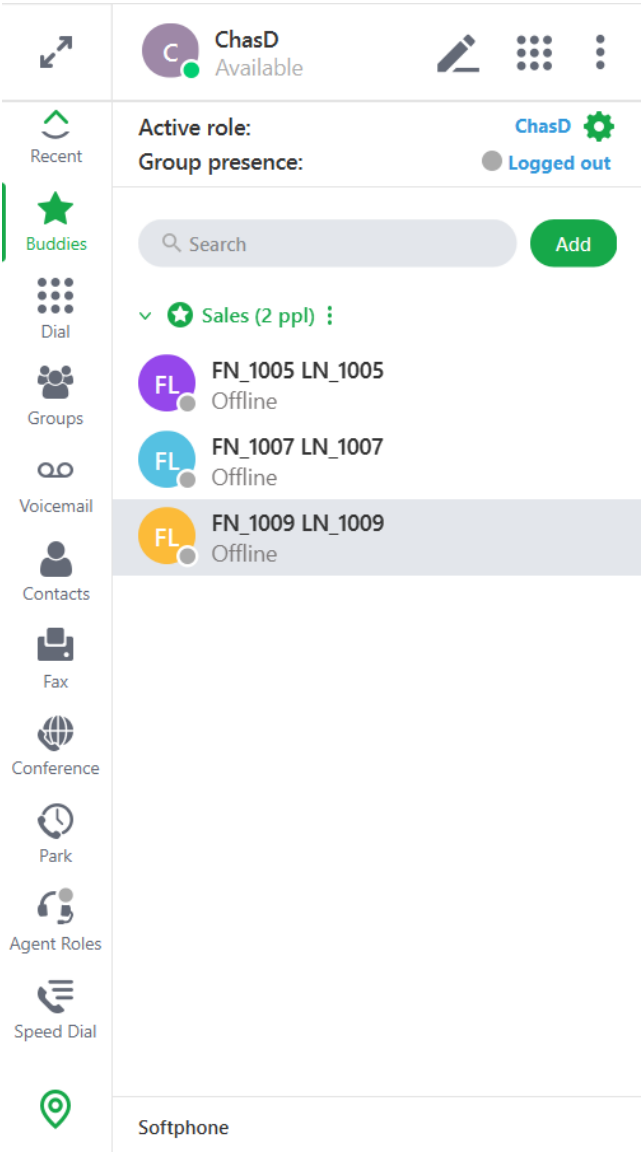 C
ChasD
Available
Active role:
ChasD
Group presence:
Logged out
Recent
Buddies
Dial
Groups
Voicemail
Contacts
Fax
Conference
Park
Agent Roles
Speed Dial
Search
Add
Sales (2 ppl)
FL
FN_1005 LN_1005
Offline
FL
FN_1007 LN_1007
Offline
FL
FN_1009 LN_1009
Offline
Softphone